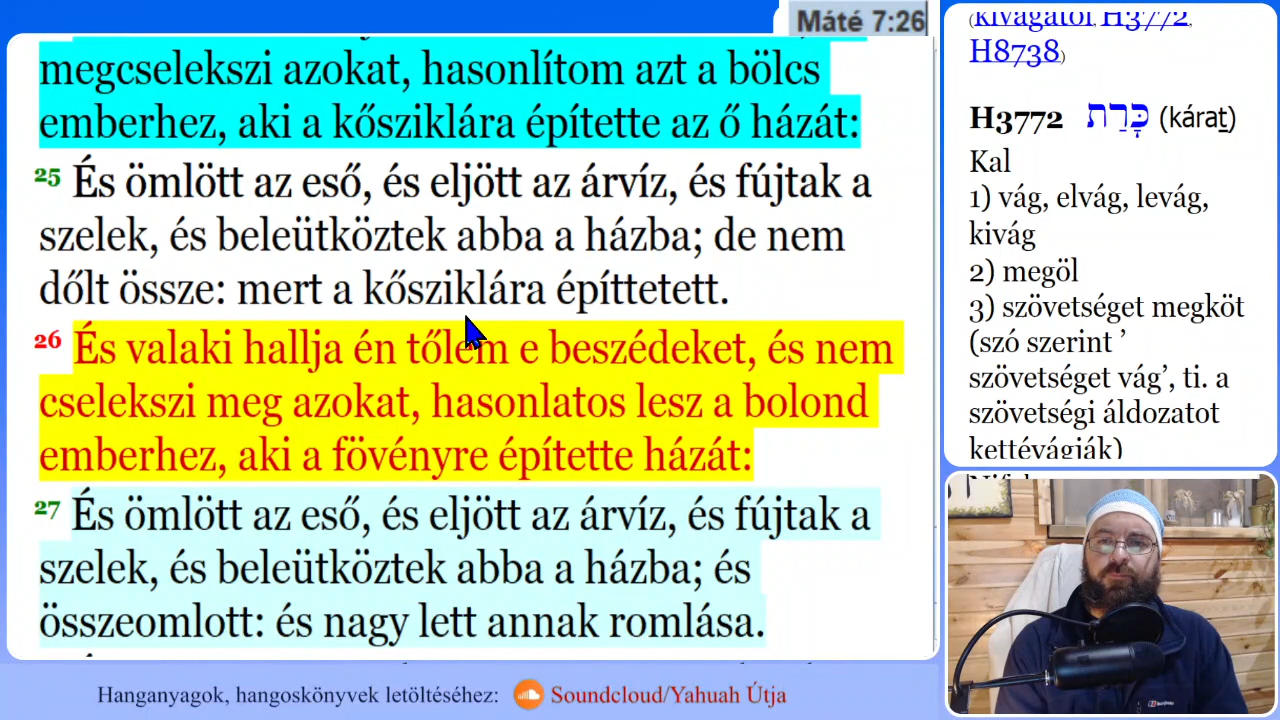 Máté 7:26
megcselekszi azokat, hasonlítom azt a bölcs
emberhez, aki a kősziklára építette az ő házát:
25 És ömlött az eső, és eljött az árvíz, és fújtak a
szelek, és beleütköztek abba a házba; de nem
dőlt össze: mert a kősziklára építtetett.
26 És valaki hallja én tőlem e beszédeket, és nem
cselekszi meg azokat, hasonlatos lesz a bolond
emberhez, aki a fövényre építette házát:
27 És ömlött az eső, és eljött az árvíz, és fújtak a
szelek, és beleütköztek abba a házba; és
összeomlott: és nagy lett annak romlása.
(kivágatol, H3772,
H8738)
H3772 כָּרַת (káraṯ)
Kal
1) vág, elvág, levág,
kivág
2) megöl
3) szövetséget megköt
(szó szerint ’
szövetséget vág’, ti. a
szövetségi áldozatot
kettévágják)
Hanganyagok, hangoskönyvek letöltéséhez: Soundcloud/Yahuah Útja